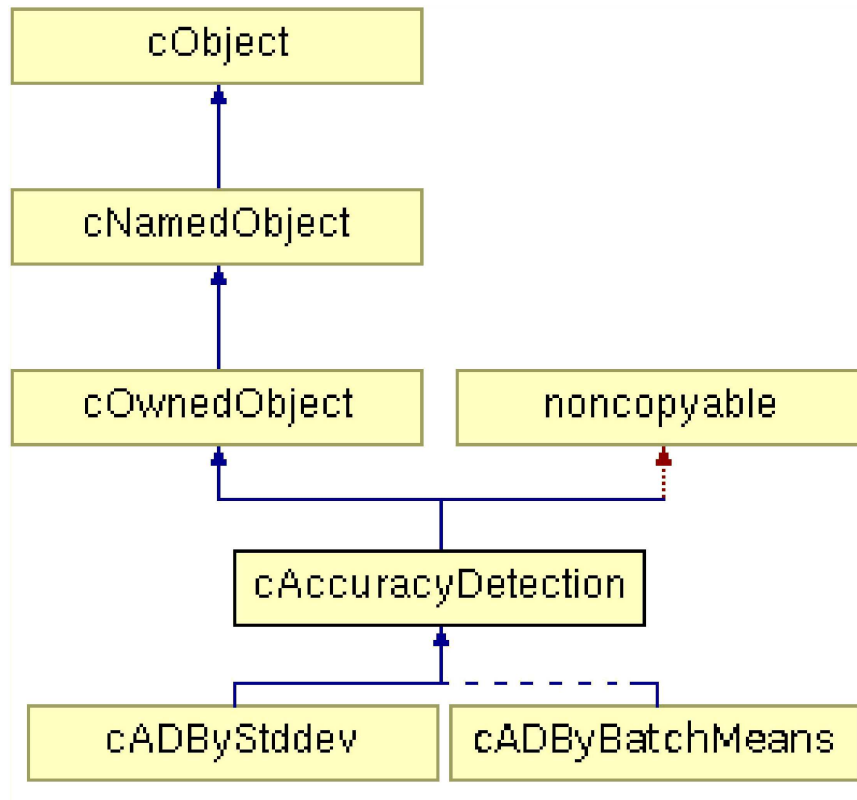 cObject
cNamedObject
cOwnedObject
noncopyable
cAccuracyDetection
cADByStddev
cADByBatchMeans